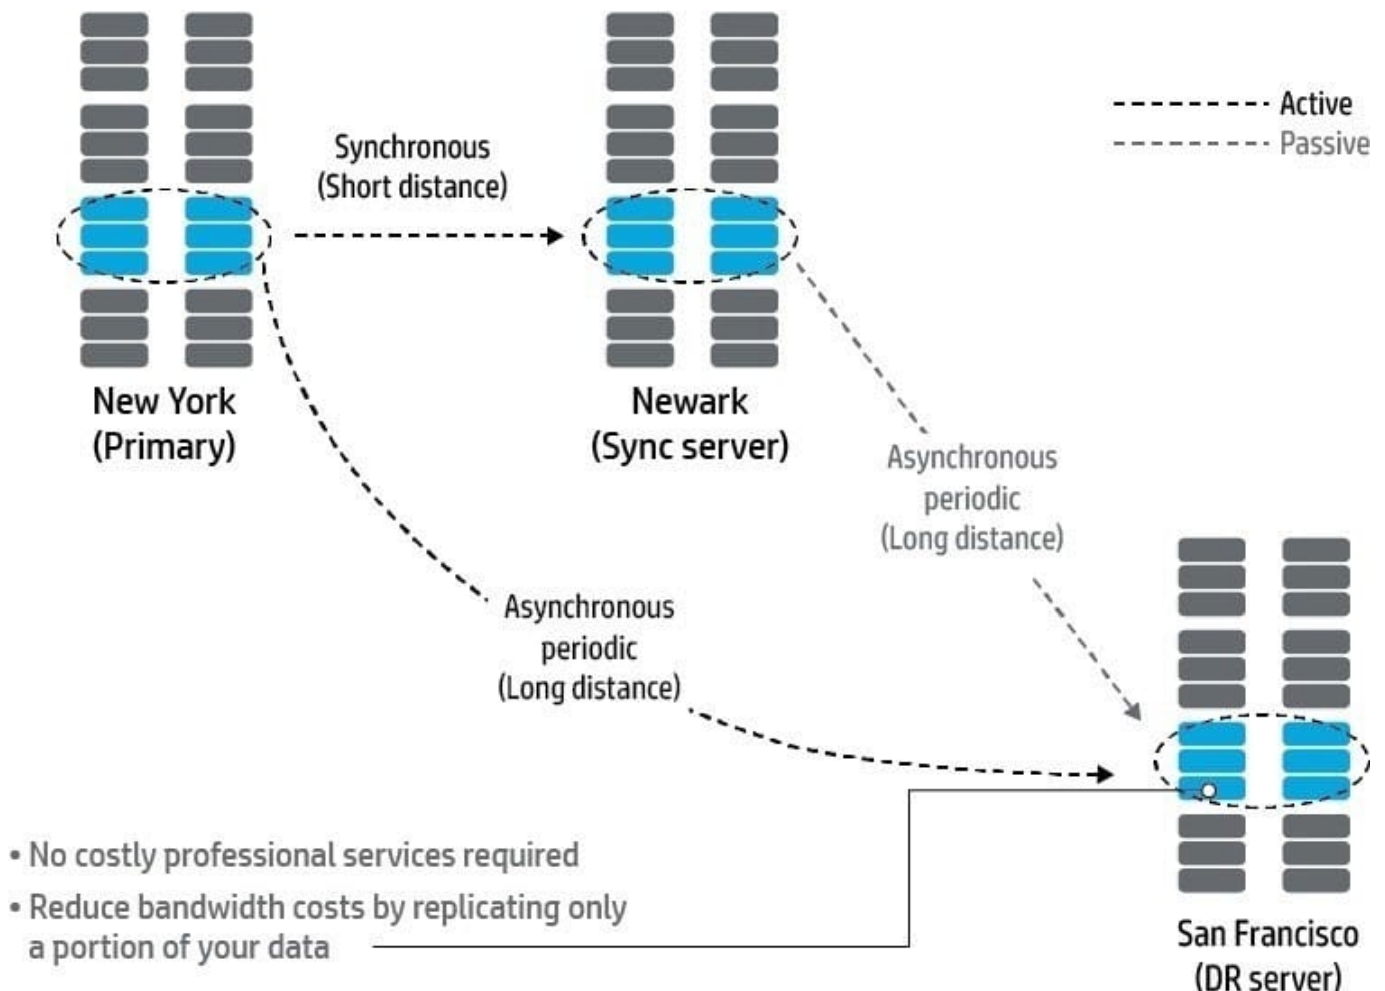 Synchronous
(Short distance)
Active
Passive
New York
(Primary)
Newark
(Sync server)
Asynchronous
periodic
(Long distance)
Asynchronous
periodic
(Long distance)
• No costly professional services required
• Reduce bandwidth costs by replicating only
a portion of your data
San Francisco
(DR server)